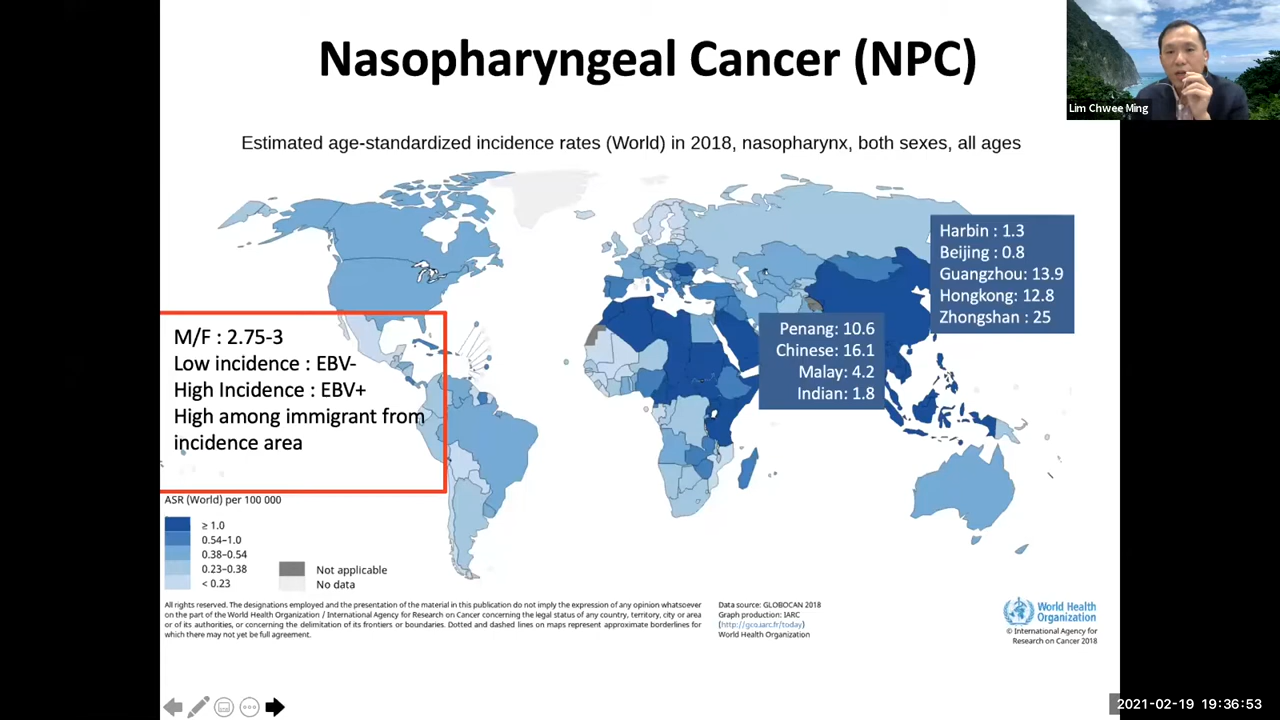 Nasopharyngeal Cancer (NPC)
Lim Chwee Ming
Estimated age-standardized incidence rates (World) in 2018, nasopharynx, both sexes, all ages
Harbin : 1.3
Beijing : 0.8
Guangzhou: 13.9
Hongkong: 12.8
Zhongshan : 25
Penang: 10.6
Chinese: 16.1
Malay: 4.2
Indian: 1.8
M/F : 2.75-3
Low incidence : EBV-
High Incidence : EBV+
High among immigrant from
incidence area
ASR (World) per 100 000
≥ 1.0
0.54–1.0
0.38–0.54
0.23–0.38
< 0.23
Not applicable
No data
All rights reserved. The designations employed and the presentation of the material in this publication do not imply the expression of any opinion whatsoever
on the part of the World Health Organization / International Agency for Research on Cancer concerning the legal status of any country, territory, city or area
or of its authorities, or concerning the delimitation of its frontiers or boundaries. Dotted and dashed lines on maps represent approximate borderlines for
which there may not yet be full agreement.
Data source: GLOBOCAN 2018
Graph production: IARC
(http://gco.iarc.fr/today)
World Health Organization
World Health
Organization
© International Agency for
Research on Cancer 2018
2021-02-19 19:36:53